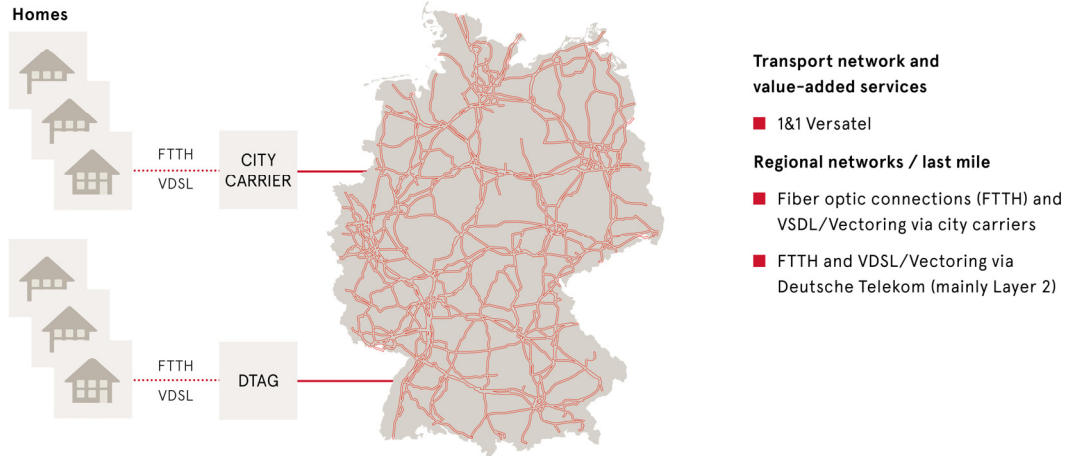 Homes
FTTH
VDSL
CITY
CARRIER
FTTH
VDSL
DTAG
Transport network and
value-added services
1&1 Versatel
Regional networks / last mile
Fiber optic connections (FTTH) and
VSDL/Vectoring via city carriers
FTTH and VDSL/Vectoring via
Deutsche Telekom (mainly Layer 2)